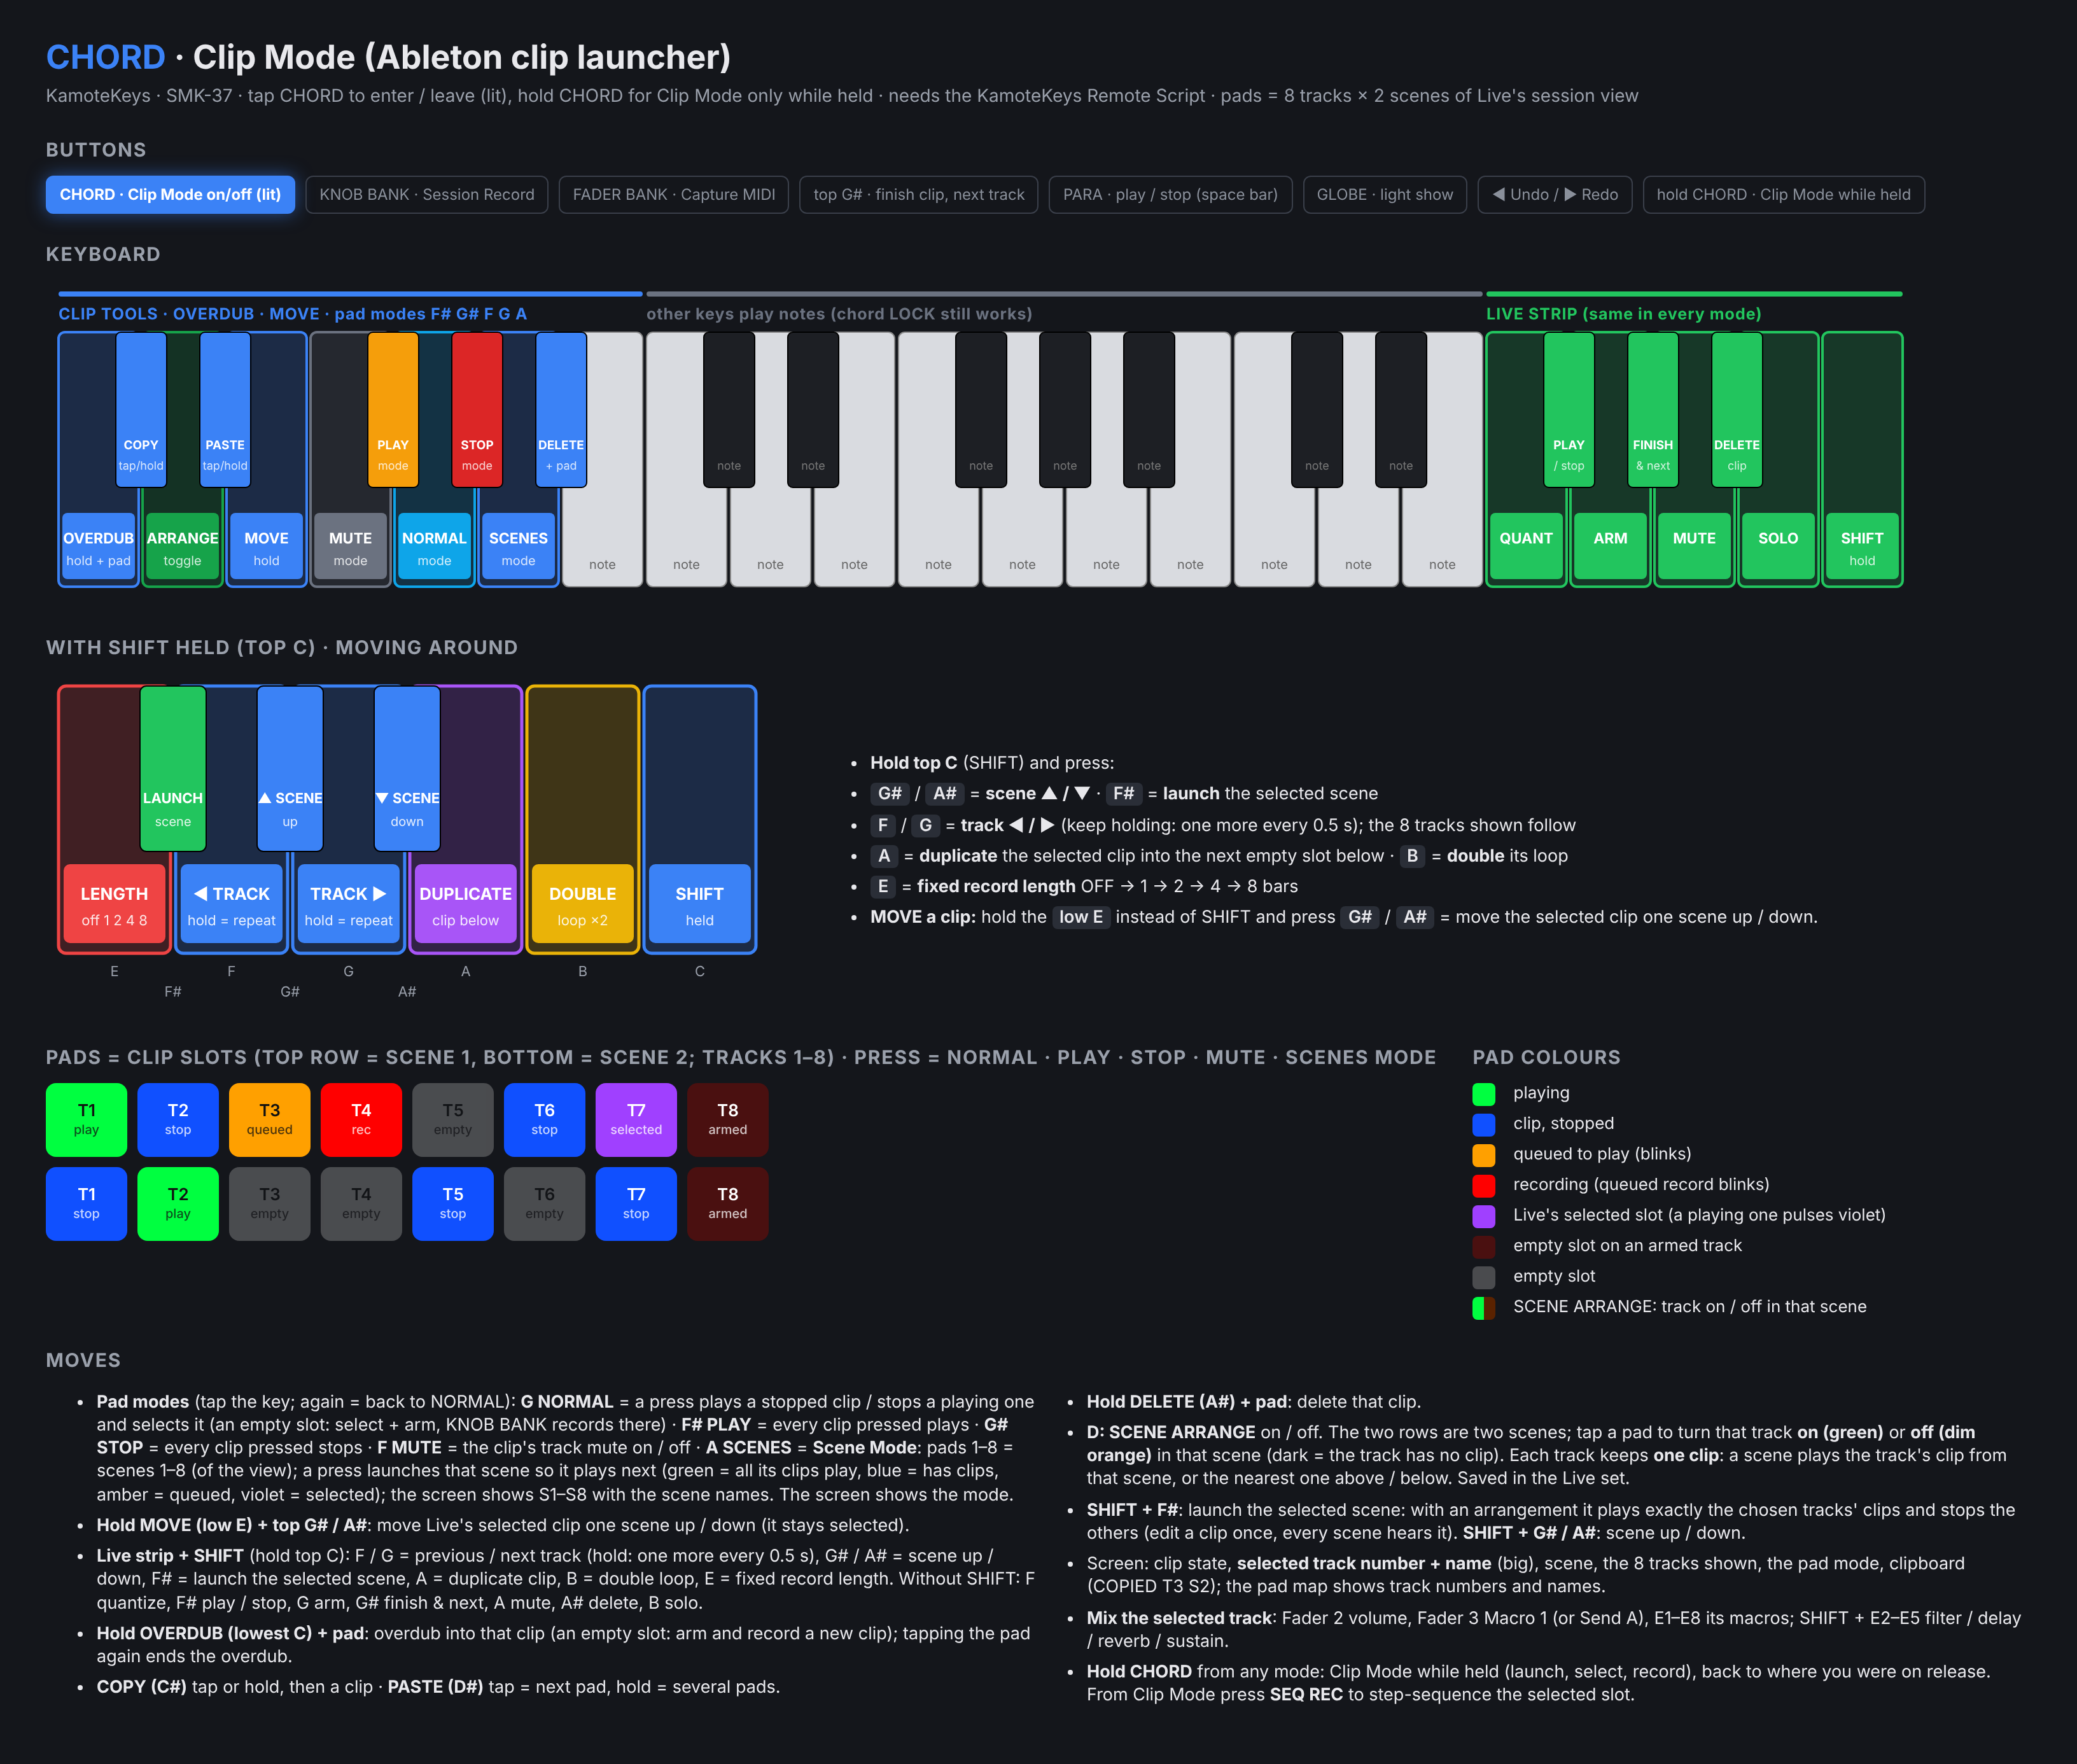 CHORD · Clip Mode (Ableton clip launcher)
KamoteKeys · SMK-37 · tap CHORD to enter / leave (lit), hold CHORD for Clip Mode only while held · needs the KamoteKeys Remote Script · pads = 8 tracks × 2 scenes of Live's session view
BUTTONS
CHORD · Clip Mode on/off (lit)
KNOB BANK · Session Record
FADER BANK · Capture MIDI
top G# · finish clip, next track
PARA · play / stop (space bar)
GLOBE · light show
◀ Undo / ▶ Redo
hold CHORD · Clip Mode while held
KEYBOARD
CLIP TOOLS · OVERDUB · MOVE · pad modes F# G# F G A
other keys play notes (chord LOCK still works)
LIVE STRIP (same in every mode)
COPY
tap/hold
PASTE
tap/hold
PLAY
mode
STOP
mode
DELETE
+ pad
note
note
note
note
note
note
note
PLAY
/ stop
FINISH
& next
DELETE
clip
OVERDUB
hold + pad
ARRANGE
toggle
MOVE
hold
MUTE
mode
NORMAL
mode
SCENES
mode
note
note
note
note
note
note
note
note
note
note
note
QUANT
ARM
MUTE
SOLO
SHIFT
hold
WITH SHIFT HELD (TOP C) · MOVING AROUND
LAUNCH
scene
▲ SCENE
up
▼ SCENE
down
LENGTH
off 1 2 4 8
◀ TRACK
hold = repeat
TRACK ▶
hold = repeat
DUPLICATE
clip below
DOUBLE
loop ×2
SHIFT
held
E
F
G
A
B
C
F#
G#
A#
• Hold top C (SHIFT) and press:
• G# / A# = scene ▲ / ▼ · F# = launch the selected scene
• F / G = track ◀ / ▶ (keep holding: one more every 0.5 s); the 8 tracks shown follow
• A = duplicate the selected clip into the next empty slot below · B = double its loop
• E = fixed record length OFF → 1 → 2 → 4 → 8 bars
• MOVE a clip: hold the low E instead of SHIFT and press G# / A# = move the selected clip one scene up / down.
PADS = CLIP SLOTS (TOP ROW = SCENE 1, BOTTOM = SCENE 2; TRACKS 1–8) · PRESS = NORMAL · PLAY · STOP · MUTE · SCENES MODE
T1
play
T2
stop
T3
queued
T4
rec
T5
empty
T6
stop
T7
selected
T8
armed
T1
stop
T2
play
T3
empty
T4
empty
T5
stop
T6
empty
T7
stop
T8
armed
PAD COLOURS
playing
clip, stopped
queued to play (blinks)
recording (queued record blinks)
Live's selected slot (a playing one pulses violet)
empty slot on an armed track
empty slot
SCENE ARRANGE: track on / off in that scene
MOVES
• Pad modes (tap the key; again = back to NORMAL): G NORMAL = a press plays a stopped clip / stops a playing one
and selects it (an empty slot: select + arm, KNOB BANK records there) · F# PLAY = every clip pressed plays · G#
STOP = every clip pressed stops · F MUTE = the clip's track mute on / off · A SCENES = Scene Mode: pads 1–8 =
scenes 1–8 (of the view); a press launches that scene so it plays next (green = all its clips play, blue = has clips,
amber = queued, violet = selected); the screen shows S1–S8 with the scene names. The screen shows the mode.
• Hold MOVE (low E) + top G# / A#: move Live's selected clip one scene up / down (it stays selected).
• Live strip + SHIFT (hold top C): F / G = previous / next track (hold: one more every 0.5 s), G# / A# = scene up /
down, F# = launch the selected scene, A = duplicate clip, B = double loop, E = fixed record length. Without SHIFT: F
quantize, F# play / stop, G arm, G# finish & next, A mute, A# delete, B solo.
• Hold OVERDUB (lowest C) + pad: overdub into that clip (an empty slot: arm and record a new clip); tapping the pad
again ends the overdub.
• COPY (C#) tap or hold, then a clip · PASTE (D#) tap = next pad, hold = several pads.
• Hold DELETE (A#) + pad: delete that clip.
• D: SCENE ARRANGE on / off. The two rows are two scenes; tap a pad to turn that track on (green) or off (dim
orange) in that scene (dark = the track has no clip). Each track keeps one clip: a scene plays the track's clip from
that scene, or the nearest one above / below. Saved in the Live set.
• SHIFT + F#: launch the selected scene: with an arrangement it plays exactly the chosen tracks' clips and stops the
others (edit a clip once, every scene hears it). SHIFT + G# / A#: scene up / down.
• Screen: clip state, selected track number + name (big), scene, the 8 tracks shown, the pad mode, clipboard
(COPIED T3 S2); the pad map shows track numbers and names.
• Mix the selected track: Fader 2 volume, Fader 3 Macro 1 (or Send A), E1–E8 its macros; SHIFT + E2–E5 filter / delay
/ reverb / sustain.
• Hold CHORD from any mode: Clip Mode while held (launch, select, record), back to where you were on release.
From Clip Mode press SEQ REC to step-sequence the selected slot.